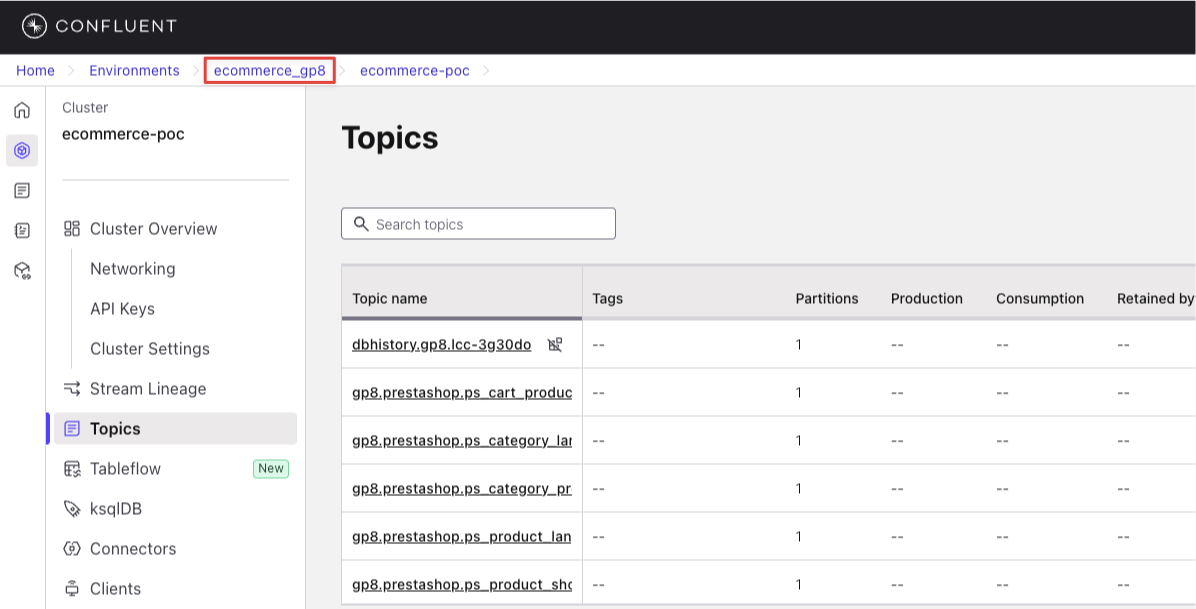 CONFLUENT
Home Environments ecommerce_gp8 ecommerce-poc
Cluster
ecommerce-poc
Cluster Overview
Networking
API Keys
Cluster Settings
Stream Lineage
Topics
Tableflow New
ksqlDB
Connectors
Clients
Topics
Search topics
Topic name Tags Partitions Production Consumption Retained by
dbhistory.gp8.lcc-3g30do -- 1 -- -- --
gp8.prestashop.ps_cart_produc -- 1 -- -- --
gp8.prestashop.ps_category_lan -- 1 -- -- --
gp8.prestashop.ps_category_pr -- 1 -- -- --
gp8.prestashop.ps_product_lan -- 1 -- -- --
gp8.prestashop.ps_product_sho -- 1 -- -- --